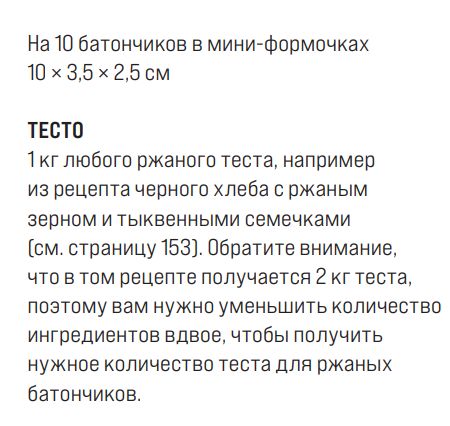 На 10 батончиков в мини-формочках
10 × 3,5 × 2,5 см
ТЕСТО
1 кг любого ржаного теста, например
из рецепта черного хлеба с ржаным
зерном и тыквенными семечками
(см. страницу 153). Обратите внимание,
что в том рецепте получается 2 кг теста,
поэтому вам нужно уменьшить количество
ингредиентов вдвое, чтобы получить
нужное количество теста для ржаных
батончиков.